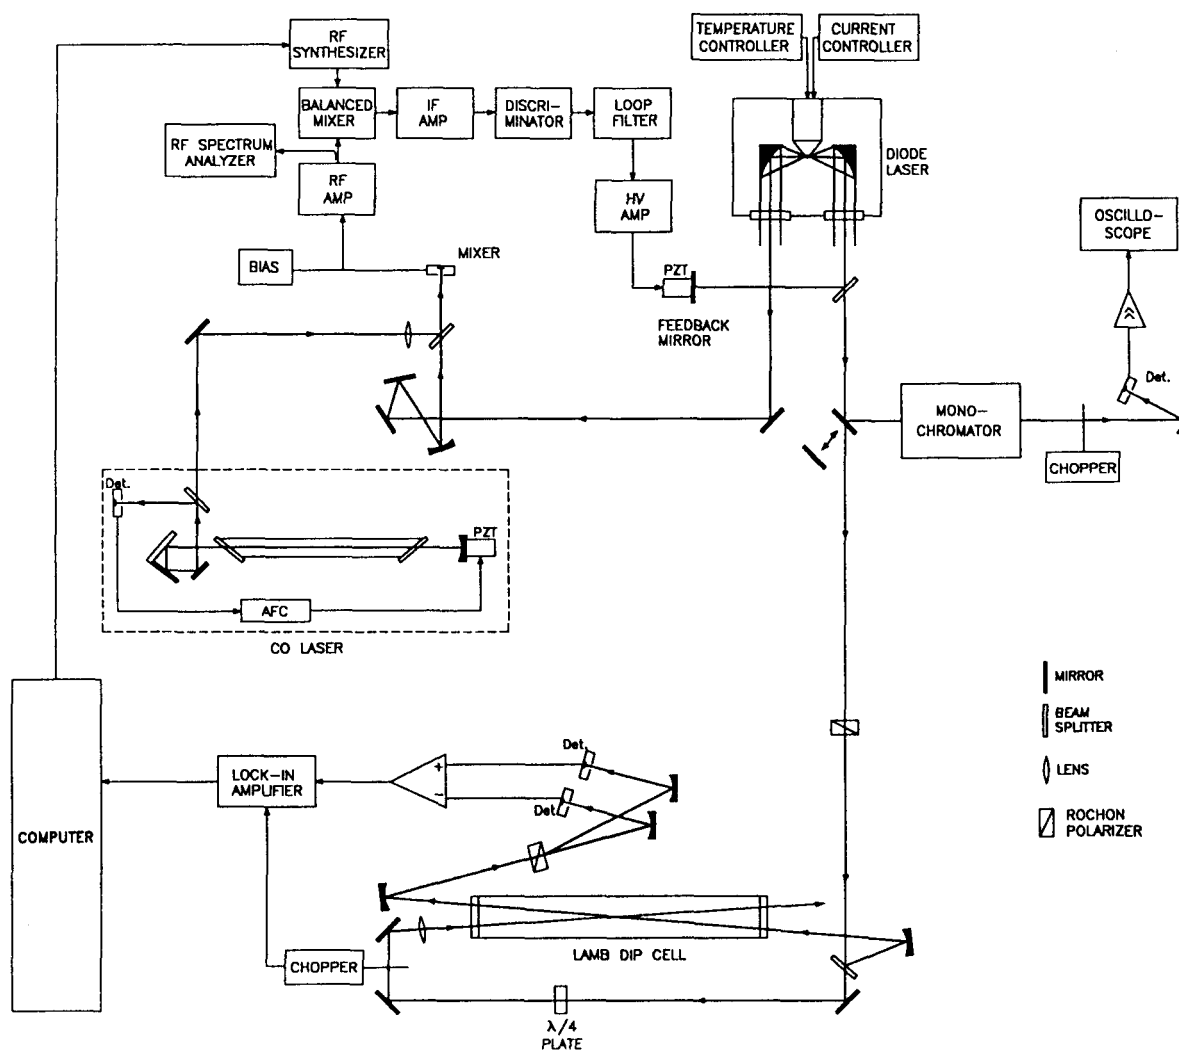 RF
SYNTHESIZER
TEMPERATURE
CONTROLLER
CURRENT
CONTROLLER
BALANCED
MIXER
IF
AMP
DISCRI-
MINATOR
LOOP
FILTER
RF SPECTRUM
ANALYZER
RF
AMP
HV
AMP
DIODE
LASER
OSCILLO-
SCOPE
BIAS
MIXER
PZT
FEEDBACK
MIRROR
Det.
MONO-
CHROMATOR
CHOPPER
Det.
PZT
AFC
CO LASER
MIRROR
BEAM
SPLITTER
LENS
ROCHON
POLARIZER
COMPUTER
LOCK-IN
AMPLIFIER
+
-
Det.
Det.
LAMB DIP CELL
CHOPPER
λ/4
PLATE